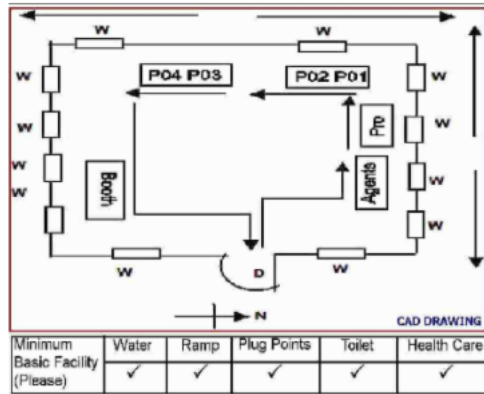 W W
W P04 P03 P02 P01 W
W Pro W
W Booth Agents W
W W
W D W
N
CAD DRAWING
Minimum Basic Facility (Please) Water Ramp Plug Points Toilet Health Care
✓ ✓ ✓ ✓ ✓